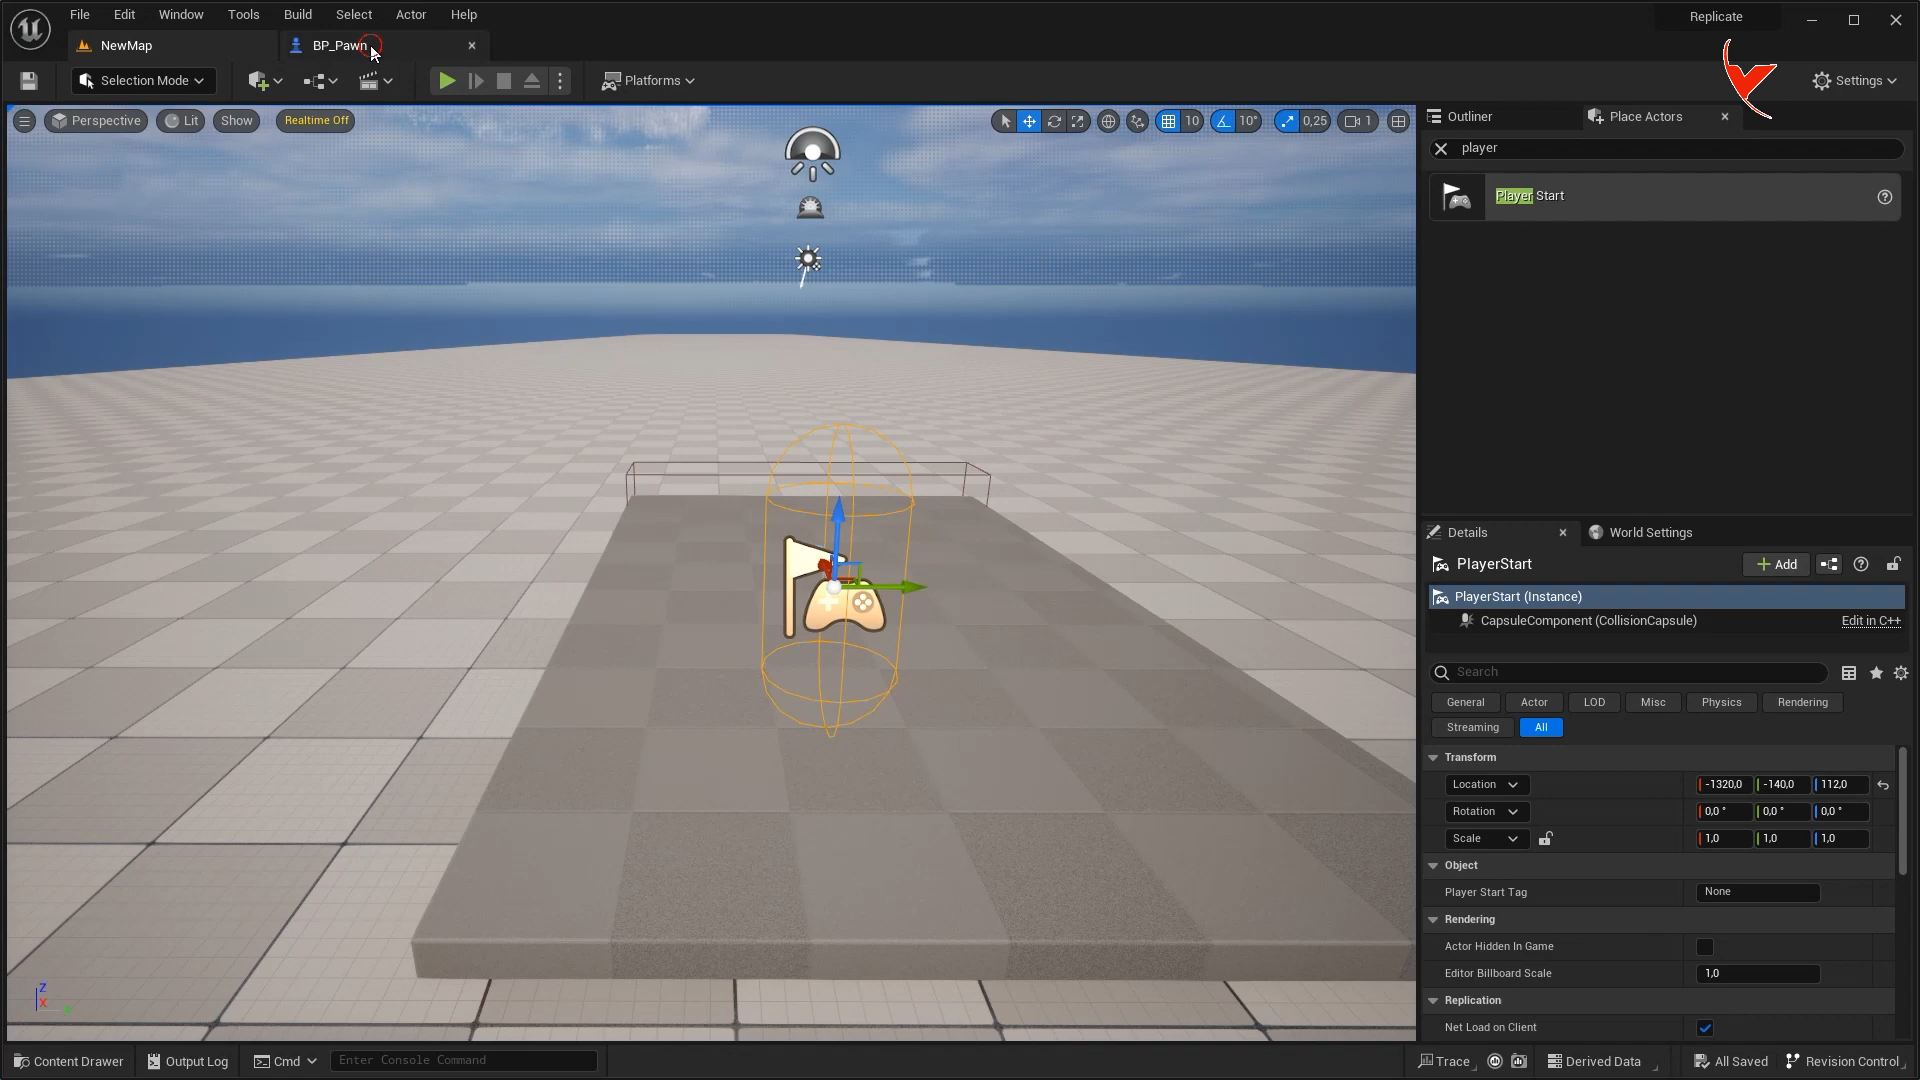 File Edit Window Tools Build Select Actor Help
Replicate
NewMap
BP_Pawn
Selection Mode
Platforms
Settings
Perspective
Lit
Show
Realtime Off
10
10°
0,25
1
Outliner
Place Actors
player
Player Start
Details
World Settings
PlayerStart
Add
PlayerStart (Instance)
CapsuleComponent (CollisionCapsule)
Edit in C++
Search
General
Actor
LOD
Misc
Physics
Rendering
Streaming
All
Transform
Location
-1320,0
-140,0
112,0
Rotation
0,0 °
0,0 °
0,0 °
Scale
1,0
1,0
1,0
Object
Player Start Tag
None
Rendering
Actor Hidden In Game
Editor Billboard Scale
1,0
Replication
Net Load on Client
Z
X
Content Drawer
Output Log
Cmd
Enter Console Command
Trace
Derived Data
All Saved
Revision Control